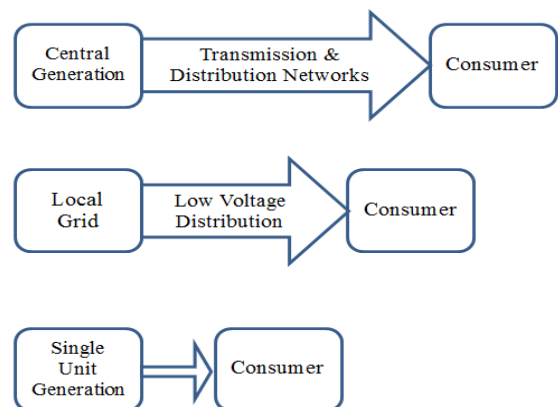 Central
Generation
Transmission &
Distribution Networks
Consumer
Local
Grid
Low Voltage
Distribution
Consumer
Single
Unit
Generation
Consumer